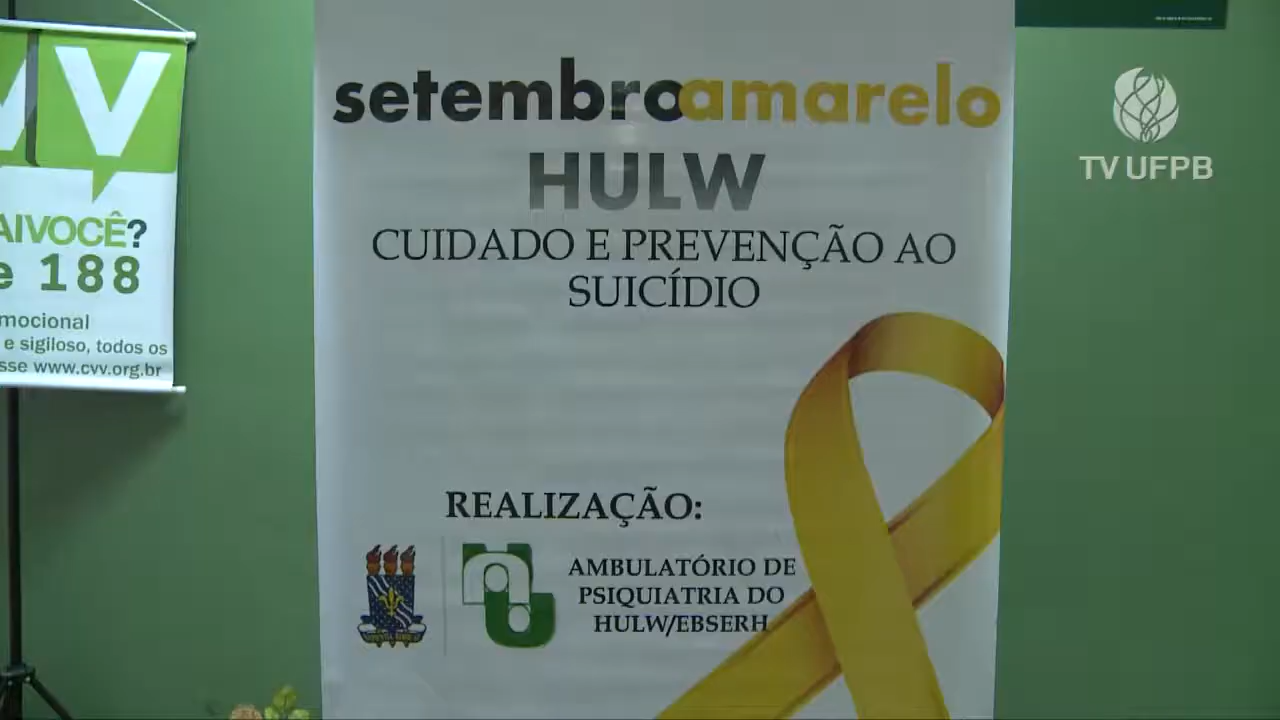 AIVOCÊ?
e 188
mocional
e sigiloso, todos os
sse www.cvv.org.br
setembroamarelo
HULW
CUIDADO E PREVENÇÃO AO
SUICÍDIO
REALIZAÇÃO:
AMBULATÓRIO DE
PSIQUIATRIA DO
HULW/EBSERH
TV UFPB